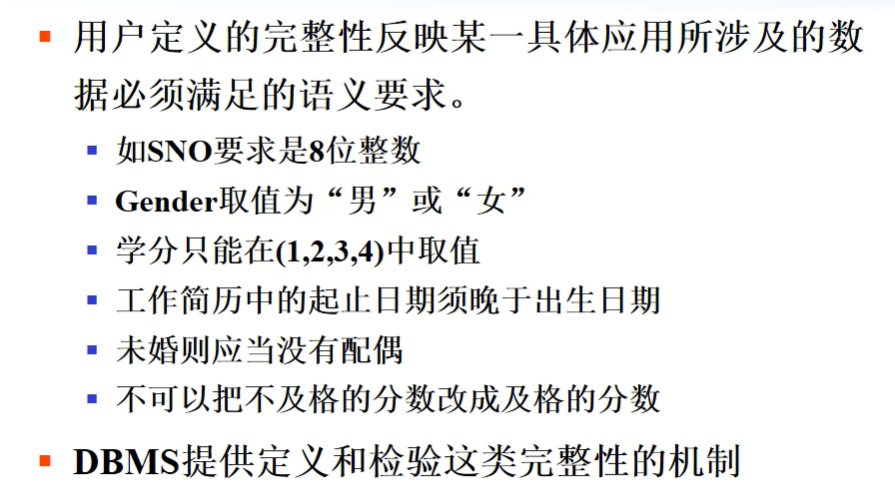 用户定义的完整性反映某一具体应用所涉及的数
据必须满足的语义要求。
如SNO要求是8位整数
Gender取值为“男”或“女”
学分只能在(1,2,3,4)中取值
工作简历中的起止日期须晚于出生日期
未婚则应当没有配偶
不可以把不及格的分数改成及格的分数
DBMS提供定义和检验这类完整性的机制